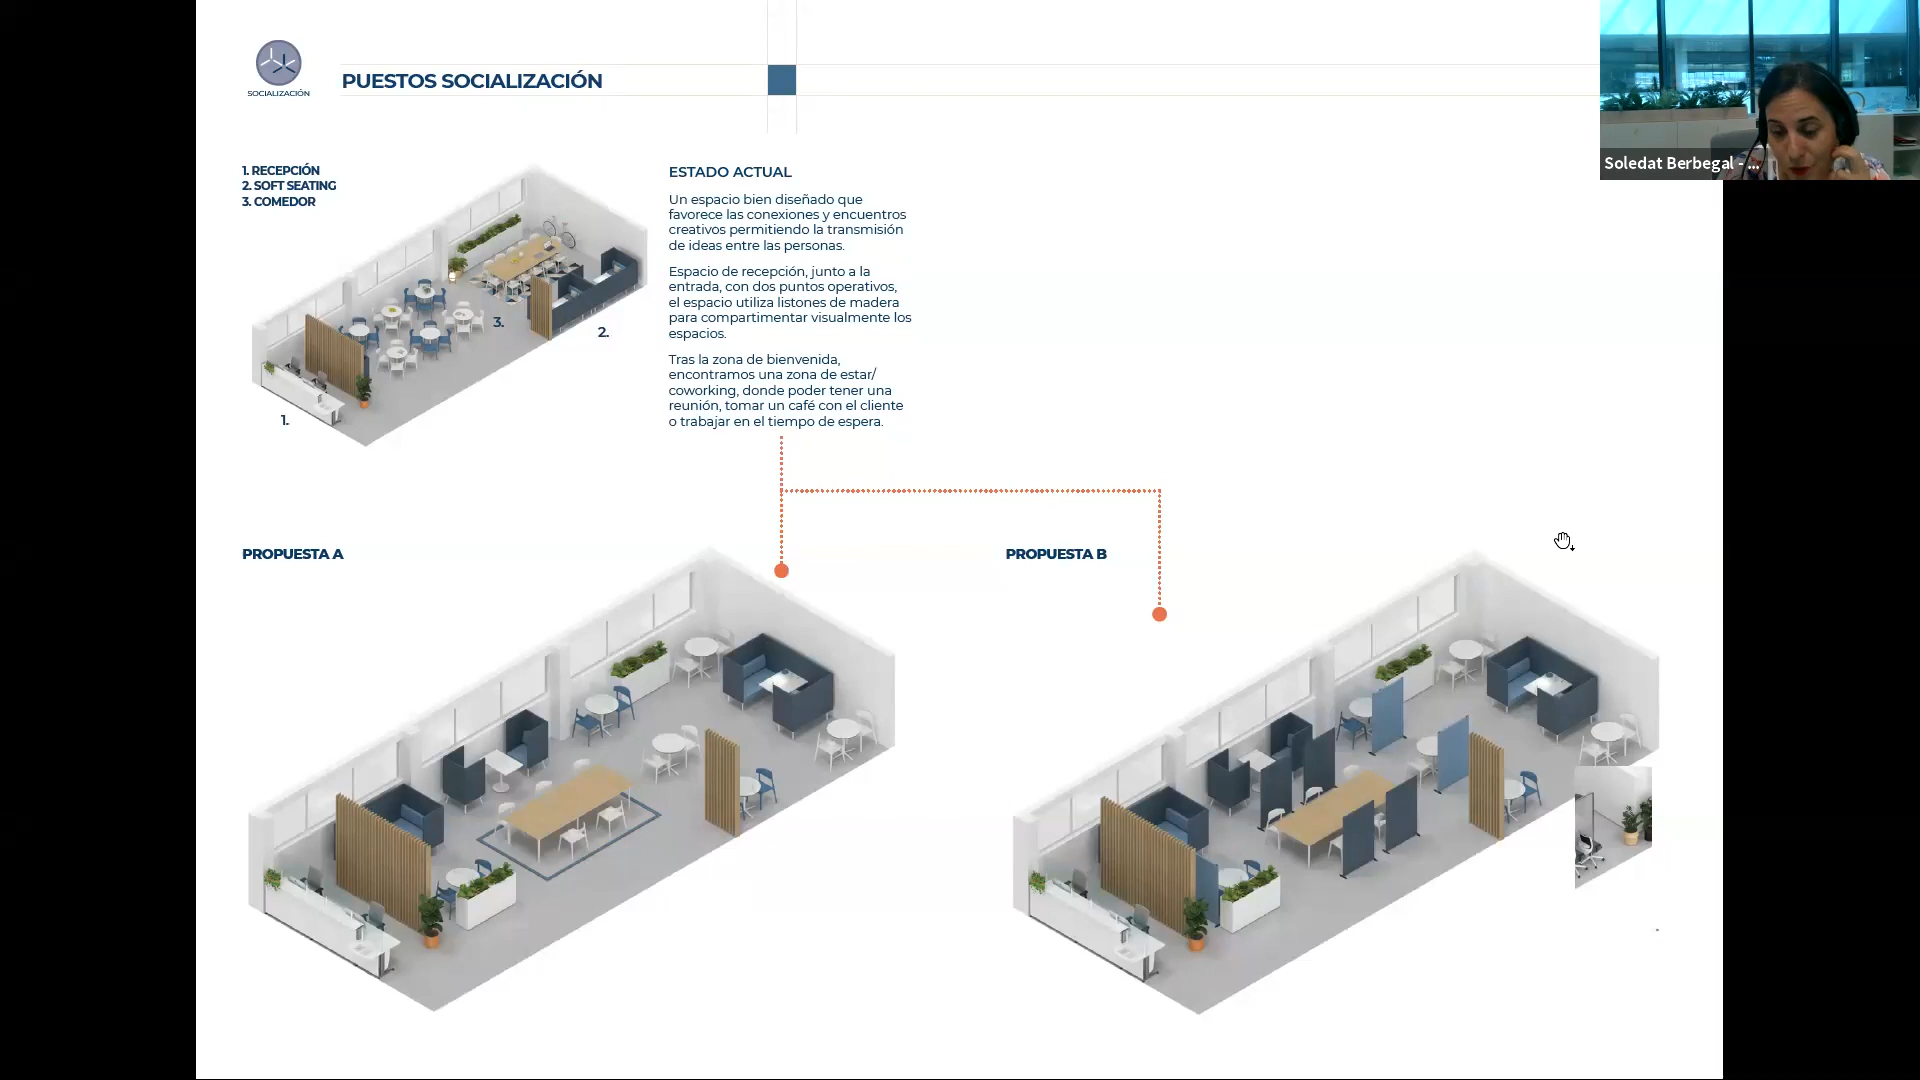 SOCIALIZACIÓN
PUESTOS SOCIALIZACIÓN
Soledat Berbegal - ...
1. RECEPCIÓN
2. SOFT SEATING
3. COMEDOR
1.
2.
3.
ESTADO ACTUAL
Un espacio bien diseñado que
favorece las conexiones y encuentros
creativos permitiendo la transmisión
de ideas entre las personas.
Espacio de recepción, junto a la
entrada, con dos puntos operativos,
el espacio utiliza listones de madera
para compartimentar visualmente los
espacios.
Tras la zona de bienvenida,
encontramos una zona de estar/
coworking, donde poder tener una
reunión, tomar un café con el cliente
o trabajar en el tiempo de espera.
PROPUESTA A
PROPUESTA B